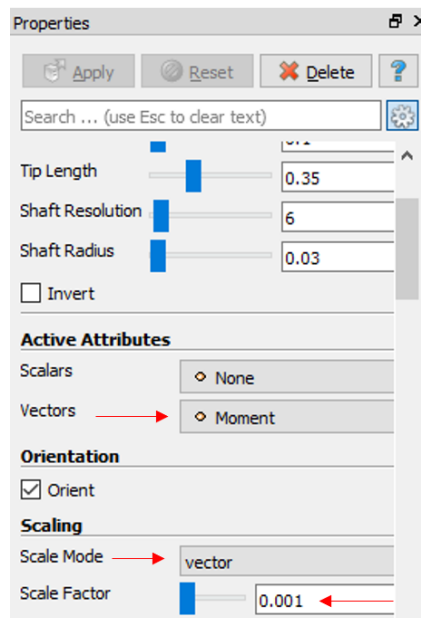 Properties
Apply Reset Delete ?
Search ... (use Esc to clear text)
Tip Length 0.35
Shaft Resolution 6
Shaft Radius 0.03
Invert
Active Attributes
Scalars None
Vectors Moment
Orientation
Orient
Scaling
Scale Mode vector
Scale Factor 0.001